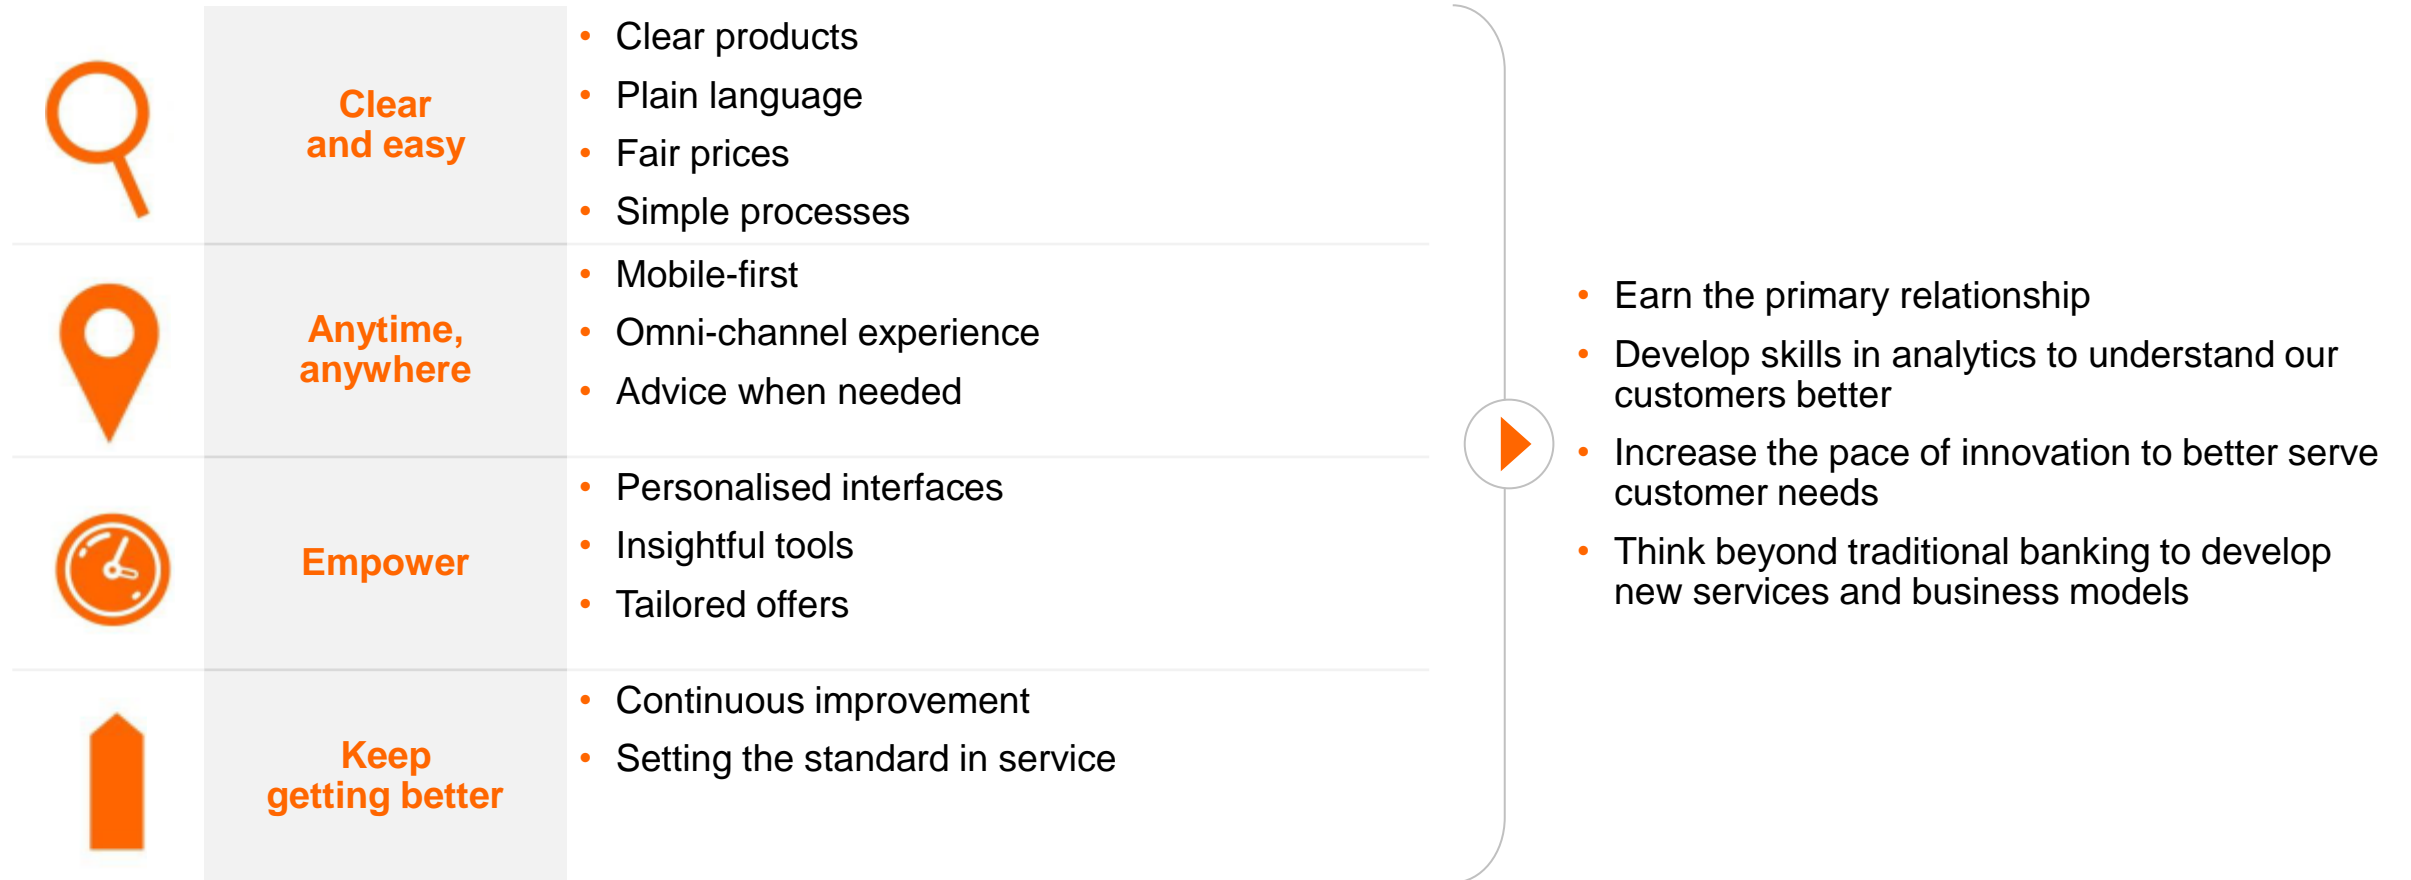 Clear
and easy
• Clear products
• Plain language
• Fair prices
• Simple processes
Anytime,
anywhere
• Mobile-first
• Omni-channel experience
• Advice when needed
Empower
• Personalised interfaces
• Insightful tools
• Tailored offers
Keep
getting better
• Continuous improvement
• Setting the standard in service
• Earn the primary relationship
• Develop skills in analytics to understand our
customers better
• Increase the pace of innovation to better serve
customer needs
• Think beyond traditional banking to develop
new services and business models